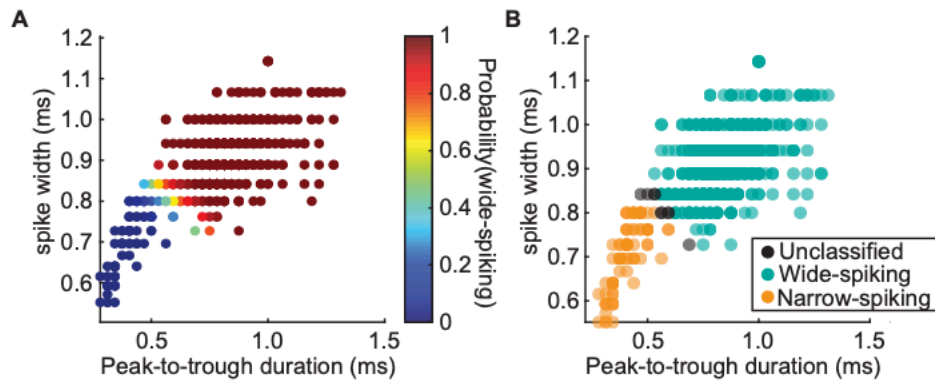 A
spike width (ms)
1.2
1.1
1.0
0.9
0.8
0.7
0.6
0.5
1.0
1.5
Peak-to-trough duration (ms)
1
0.8
0.6
0.4
0.2
0
Probability(wide-spiking)
B
spike width (ms)
1.2
1.1
1.0
0.9
0.8
0.7
0.6
0.5
1.0
1.5
Peak-to-trough duration (ms)
Unclassified
Wide-spiking
Narrow-spiking